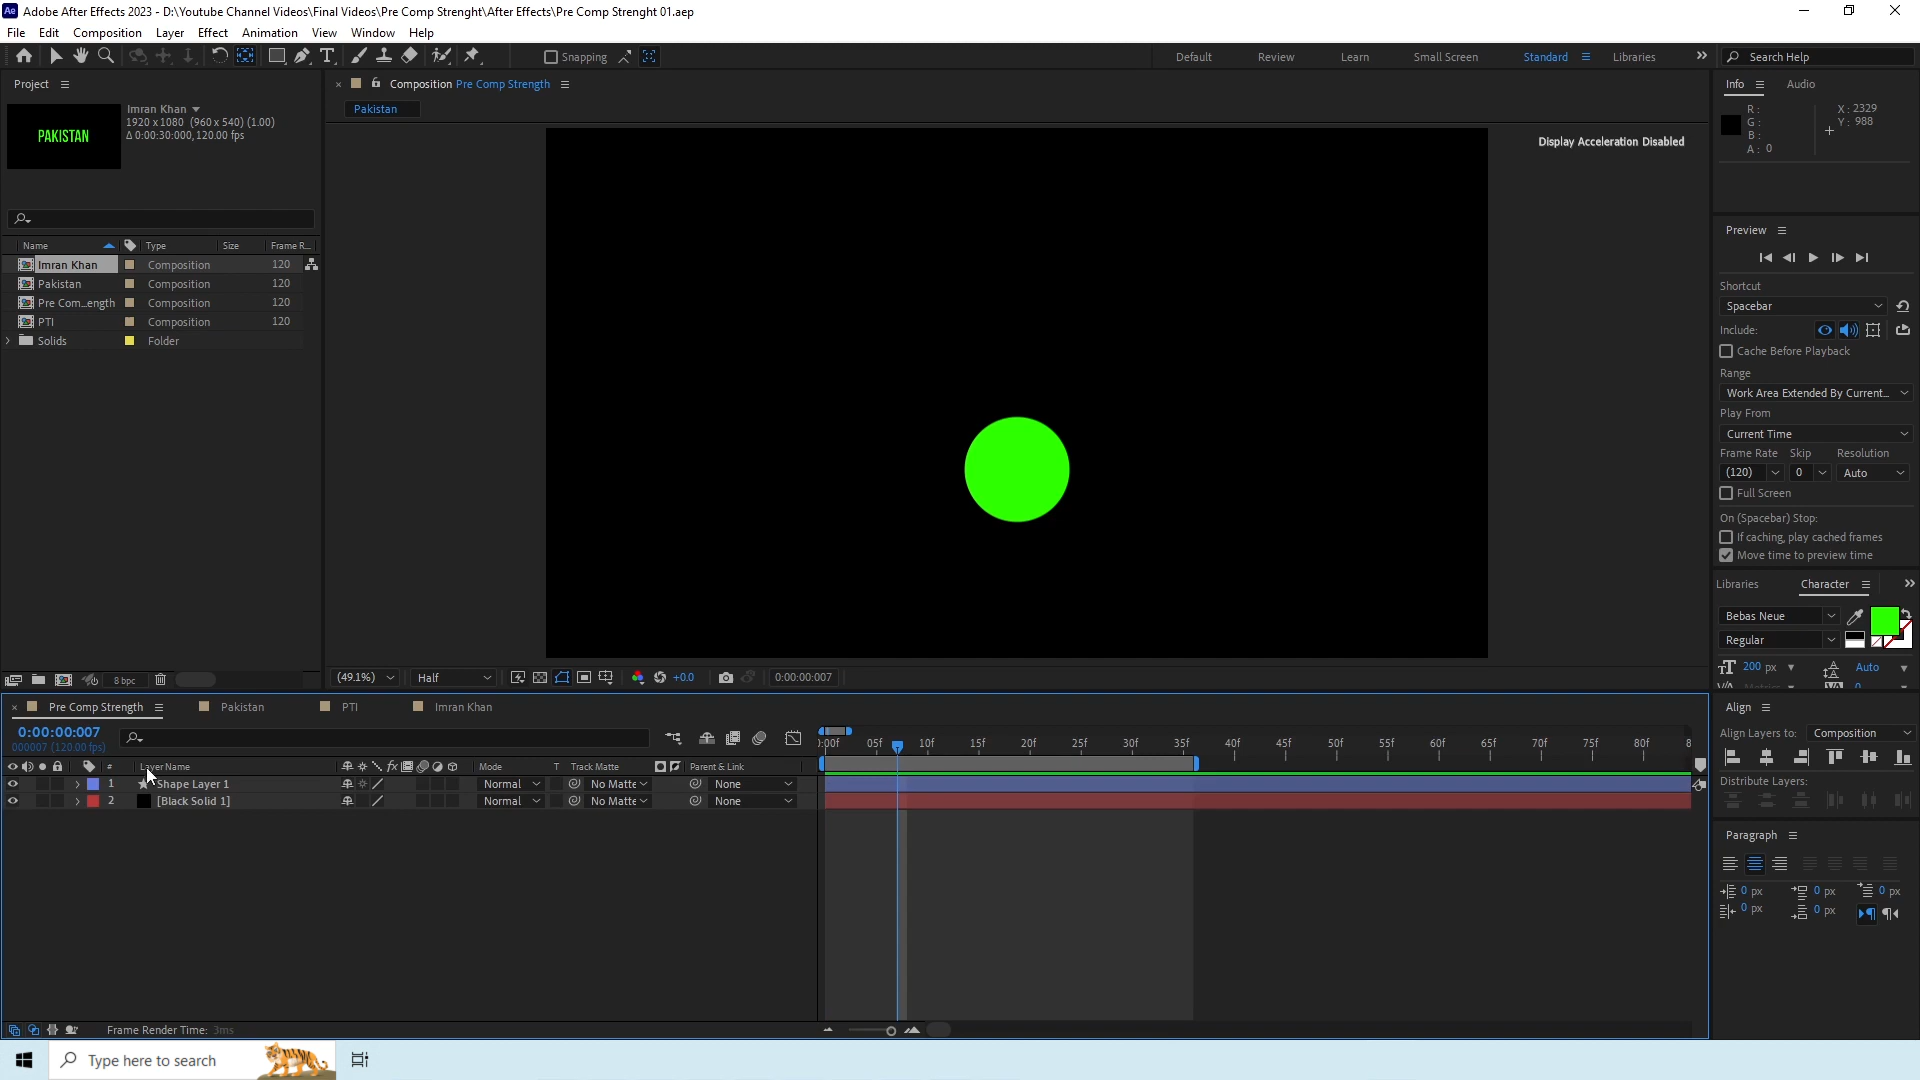 Adobe After Effects 2023 - D:\Youtube Channel Videos\Final Videos\Pre Comp Strenght\After Effects\Pre Comp Strenght 01.aep
File Edit Composition Layer Effect Animation View Window Help
Snapping Default Review Learn Small Screen Standard Libraries Search Help
Project
Composition Pre Comp Strength
Info Audio
Imran Khan
1920 x 1080 (960 x 540) (1.00)
Δ 0:00:30:000, 120.00 fps
PAKISTAN
Pakistan
Display Acceleration Disabled
R:
G:
B:
A: 0
X: 2329
Y: 988
Name Type Size Frame R...
Imran Khan Composition 120
Pakistan Composition 120
Pre Com...ength Composition 120
PTI Composition 120
Solids Folder
Preview
Shortcut
Spacebar
Include:
Cache Before Playback
Range
Work Area Extended By Current...
Play From
Current Time
Frame Rate Skip Resolution
(120) 0 Auto
Full Screen
On (Spacebar) Stop:
If caching, play cached frames
Move time to preview time
Libraries Character
Bebas Neue
Regular
200 px Auto
8 bpc
(49.1%) Half +0.0 0:00:00:007
Pre Comp Strength Pakistan PTI Imran Khan
0:00:00:007
000007 (120.00 fps)
):00f 05f 10f 15f 20f 25f 30f 35f 40f 45f 50f 55f 60f 65f 70f 75f 80f 8
# Layer Name Mode T Track Matte Parent & Link
1 Shape Layer 1 Normal No Matte None
2 [Black Solid 1] Normal No Matte None
Align
Align Layers to: Composition
Distribute Layers:
Paragraph
0 px 0 px 0 px
0 px 0 px
Frame Render Time: 3ms
Type here to search